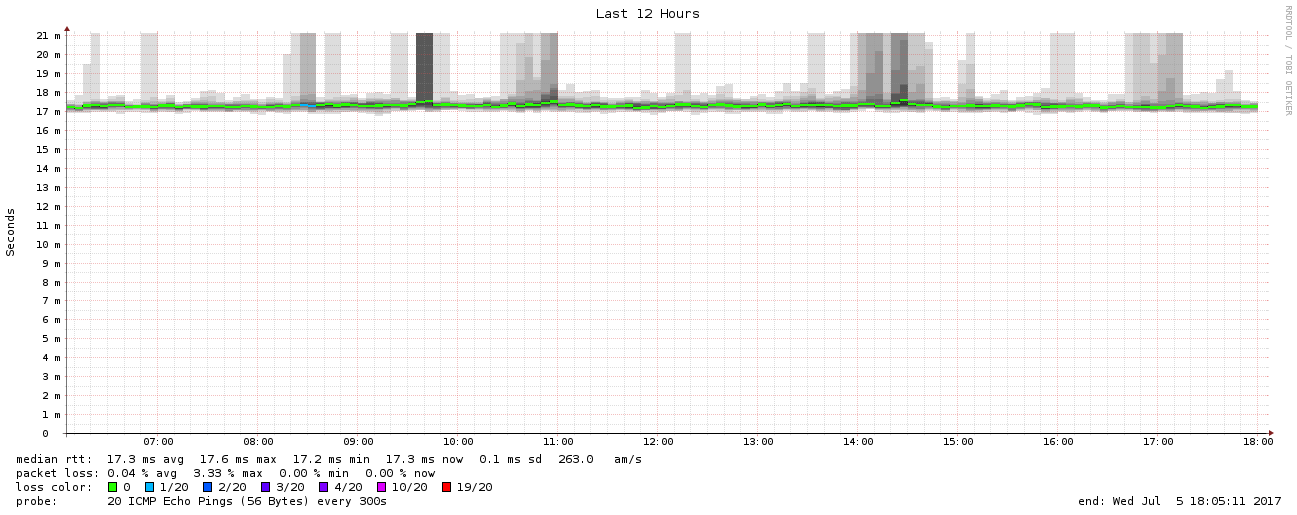 Last 12 Hours
RRDTOOL / TOBI OETIKER
Seconds
21 m
20 m
19 m
18 m
17 m
16 m
15 m
14 m
13 m
12 m
11 m
10 m
9 m
8 m
7 m
6 m
5 m
4 m
3 m
2 m
1 m
0
07:00 08:00 09:00 10:00 11:00 12:00 13:00 14:00 15:00 16:00 17:00 18:00
median rtt: 17.3 ms avg 17.6 ms max 17.2 ms min 17.3 ms now 0.1 ms sd 263.0 am/s
packet loss: 0.04 % avg 3.33 % max 0.00 % min 0.00 % now
loss color: 0 1/20 2/20 3/20 4/20 10/20 19/20
probe: 20 ICMP Echo Pings (56 Bytes) every 300s end: Wed Jul 5 18:05:11 2017